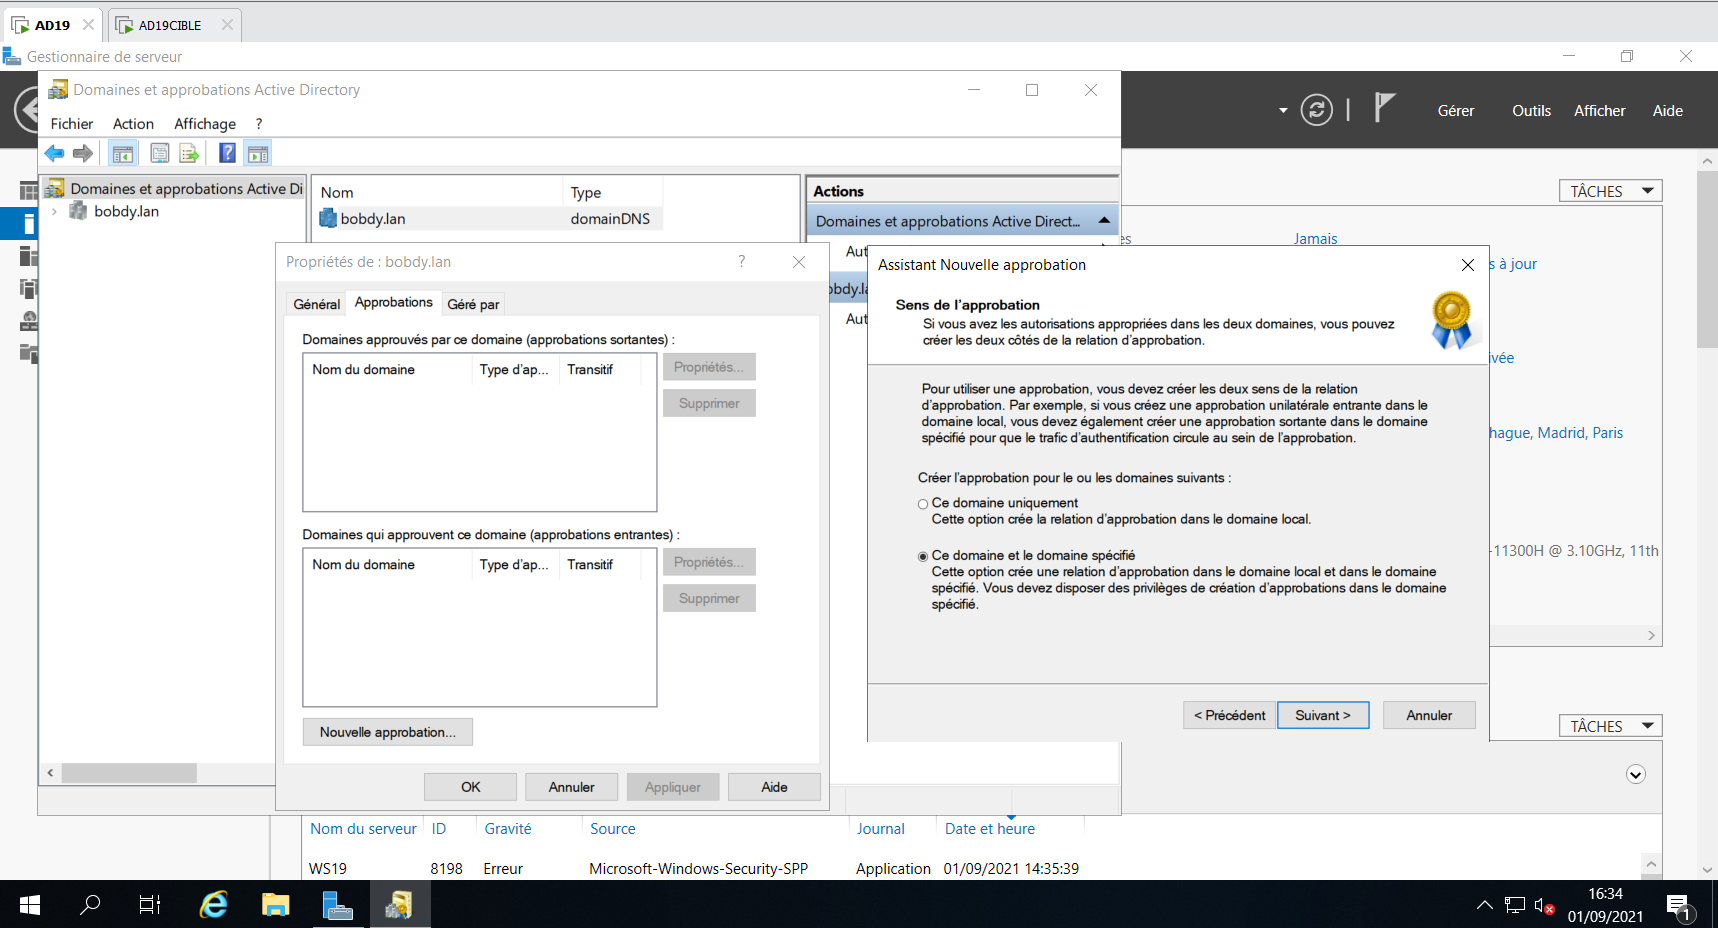 AD19
AD19CIBLE
Gestionnaire de serveur
Domaines et approbations Active Directory
Gérer
Outils
Afficher
Aide
Fichier
Action
Affichage
?
Domaines et approbations Active Di
bobdy.lan
Nom
Type
bobdy.lan
domainDNS
Actions
Domaines et approbations Active Direct...
Aut
bobdy.la
Aut
TÂCHES
es
Jamais
s à jour
ivée
hague, Madrid, Paris
-11300H @ 3.10GHz, 11th
TÂCHES
Propriétés de : bobdy.lan
?
Général
Approbations
Géré par
Domaines approuvés par ce domaine (approbations sortantes) :
Nom du domaine
Type d'ap...
Transitif
Propriétés...
Supprimer
Domaines qui approuvent ce domaine (approbations entrantes) :
Nom du domaine
Type d'ap...
Transitif
Propriétés...
Supprimer
Nouvelle approbation...
OK
Annuler
Appliquer
Aide
Assistant Nouvelle approbation
Sens de l'approbation
Si vous avez les autorisations appropriées dans les deux domaines, vous pouvez
créer les deux côtés de la relation d'approbation.
Pour utiliser une approbation, vous devez créer les deux sens de la relation
d'approbation. Par exemple, si vous créez une approbation unilatérale entrante dans le
domaine local, vous devez également créer une approbation sortante dans le domaine
spécifié pour que le trafic d'authentification circule au sein de l'approbation.
Créer l'approbation pour le ou les domaines suivants :
Ce domaine uniquement
Cette option crée la relation d'approbation dans le domaine local.
Ce domaine et le domaine spécifié
Cette option crée une relation d'approbation dans le domaine local et dans le domaine
spécifié. Vous devez disposer des privilèges de création d'approbations dans le domaine
spécifié.
< Précédent
Suivant >
Annuler
Nom du serveur
ID
Gravité
Source
Journal
Date et heure
WS19
8198
Erreur
Microsoft-Windows-Security-SPP
Application
01/09/2021 14:35:39
16:34
01/09/2021
1